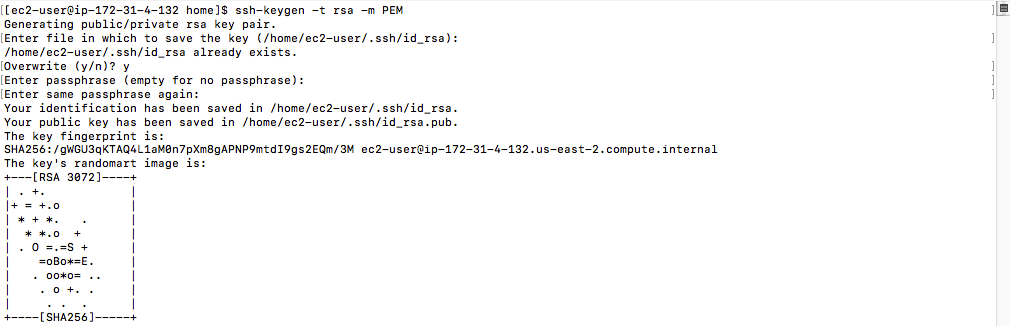 [[ec2-user@ip-172-31-4-132 home]$ ssh-keygen -t rsa -m PEM ]
Generating public/private rsa key pair.
[Enter file in which to save the key (/home/ec2-user/.ssh/id_rsa): ]
/home/ec2-user/.ssh/id_rsa already exists.
[Overwrite (y/n)? y ]
[Enter passphrase (empty for no passphrase): ]
[Enter same passphrase again: ]
Your identification has been saved in /home/ec2-user/.ssh/id_rsa.
Your public key has been saved in /home/ec2-user/.ssh/id_rsa.pub.
The key fingerprint is:
SHA256:/gWGU3qKTAQ4L1aM0n7pXm8gAPNP9mtdI9gs2EQm/3M ec2-user@ip-172-31-4-132.us-east-2.compute.internal
The key's randomart image is:
+---[RSA 3072]----+
| . +.            |
|+ = +.o          |
| * + *.   .      |
|  * *.o  +       |
| . O =.=S +      |
|    =oBo*=E.     |
|   . oo*o= ..    |
|    . o +. .     |
|     . .  .      |
+----[SHA256]-----+